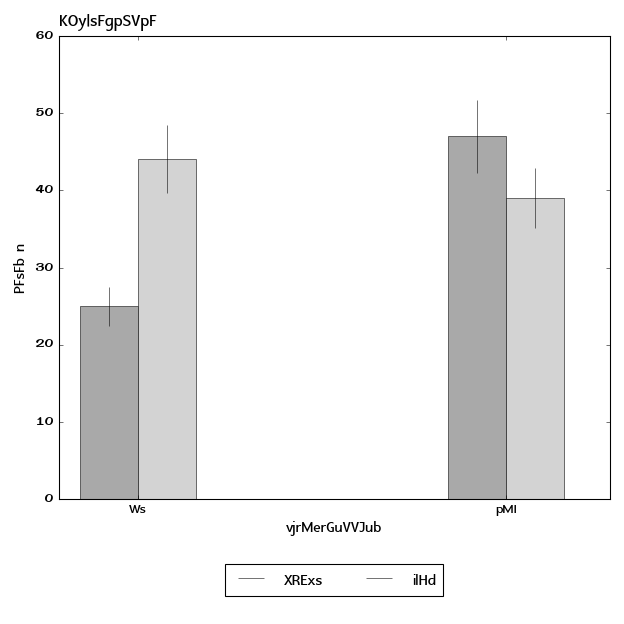 KOylsFgpSVpF
60
50
40
30
20
10
0
PFsFb n
Ws pMI
vjrMerGuVVJub
XRExs ilHd